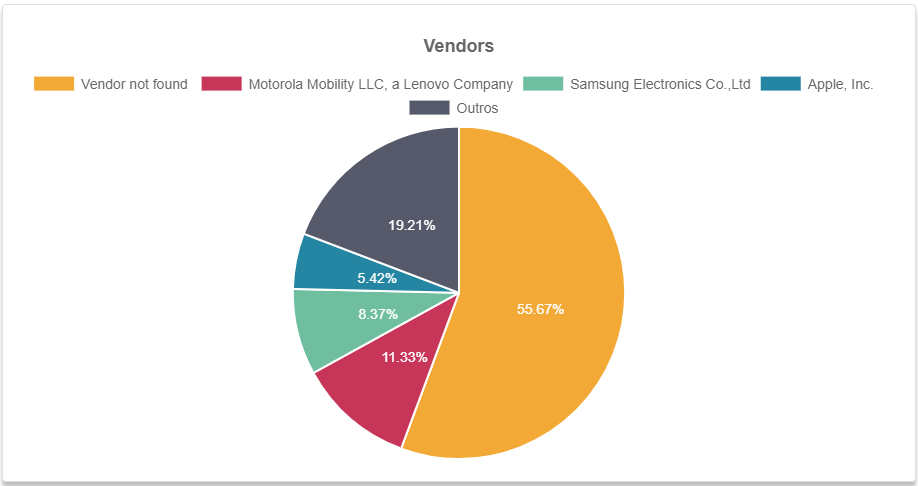 Vendors
Vendor not found Motorola Mobility LLC, a Lenovo Company Samsung Electronics Co.,Ltd Apple, Inc.
Outros
19.21%
5.42%
55.67%
8.37%
11.33%